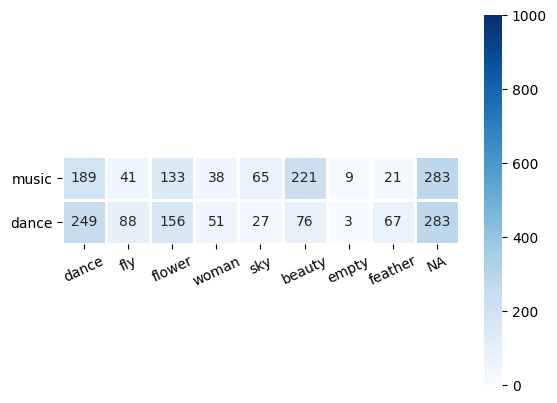 1000
800
600
400
200
0
music 189 41 133 38 65 221 9 21 283
dance 249 88 156 51 27 76 3 67 283
dance fly flower woman sky beauty empty feather NA